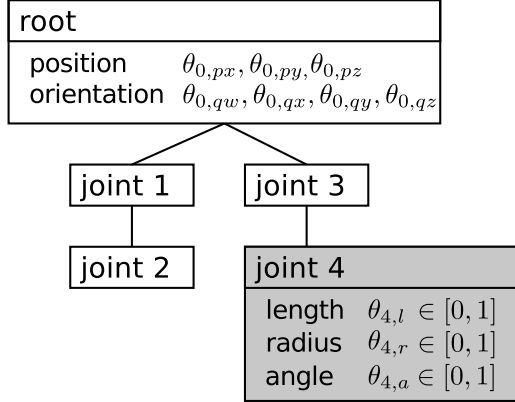 root
position θ₀,ₚₓ, θ₀,ₚᵧ, θ₀,ₚ𝓏
orientation θ₀,qw, θ₀,qx, θ₀,qy, θ₀,qz
joint 1 joint 3
joint 2 joint 4
length θ₄,l ∈ [0, 1]
radius θ₄,r ∈ [0, 1]
angle θ₄,a ∈ [0, 1]